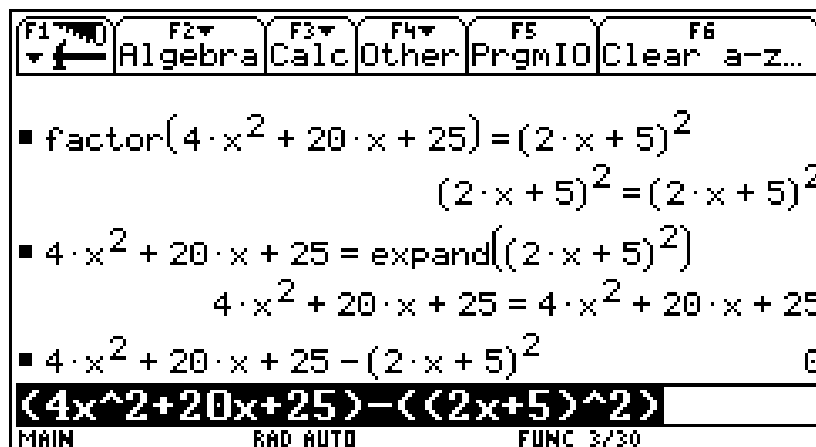 F1 F2 F3 F4 F5 F6
Algebra Calc Other PrgmIO Clear a-z...
▪ factor(4·x² + 20·x + 25) = (2·x + 5)²
(2·x + 5)² = (2·x + 5)²
▪ 4·x² + 20·x + 25 = expand((2·x + 5)²)
4·x² + 20·x + 25 = 4·x² + 20·x + 25
▪ 4·x² + 20·x + 25 − (2·x + 5)² 0
(4x^2+20x+25)-((2x+5)^2)
MAIN RAD AUTO FUNC 3/30